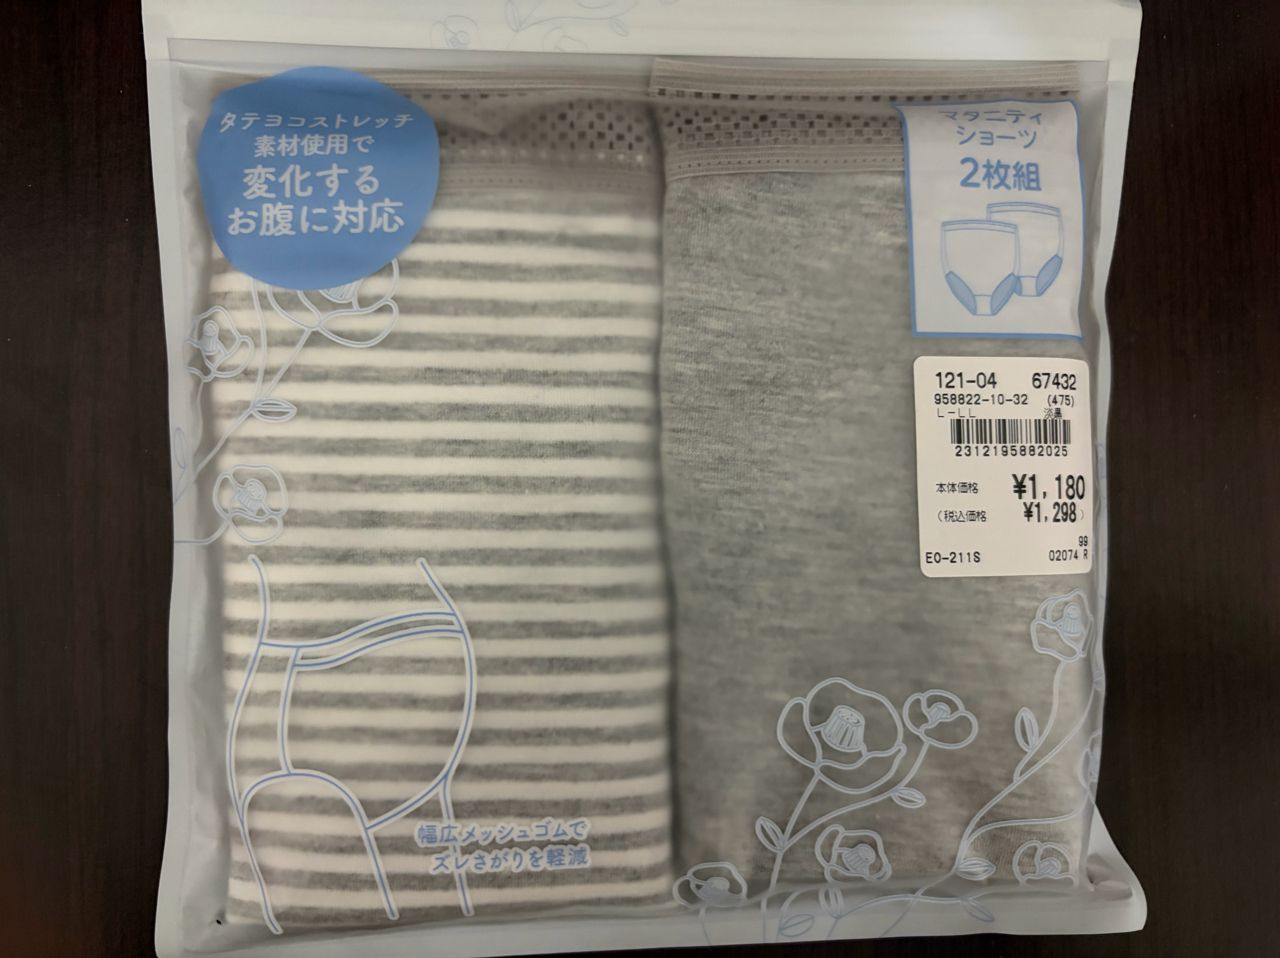 タテヨコストレッチ
素材使用で
変化する
お腹に対応
マタニティ
ショーツ
2枚組
121-04 67432
958822-10-32 (475)
L-LL 淡墨
2312195882025
本体価格 ¥1,180
(税込価格 ¥1,298)
99
EO-211S 02074 R
幅広メッシュゴムで
ズレさがりを軽減